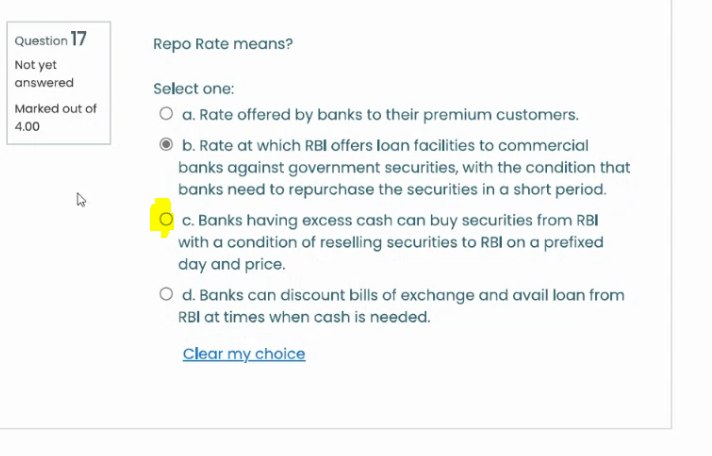 Question 17
Not yet
answered
Marked out of
4.00
Repo Rate means?
Select one:
a. Rate offered by banks to their premium customers.
b. Rate at which RBI offers loan facilities to commercial
banks against government securities, with the condition that
banks need to repurchase the securities in a short period.
c. Banks having excess cash can buy securities from RBI
with a condition of reselling securities to RBI on a prefixed
day and price.
d. Banks can discount bills of exchange and avail loan from
RBI at times when cash is needed.
Clear my choice